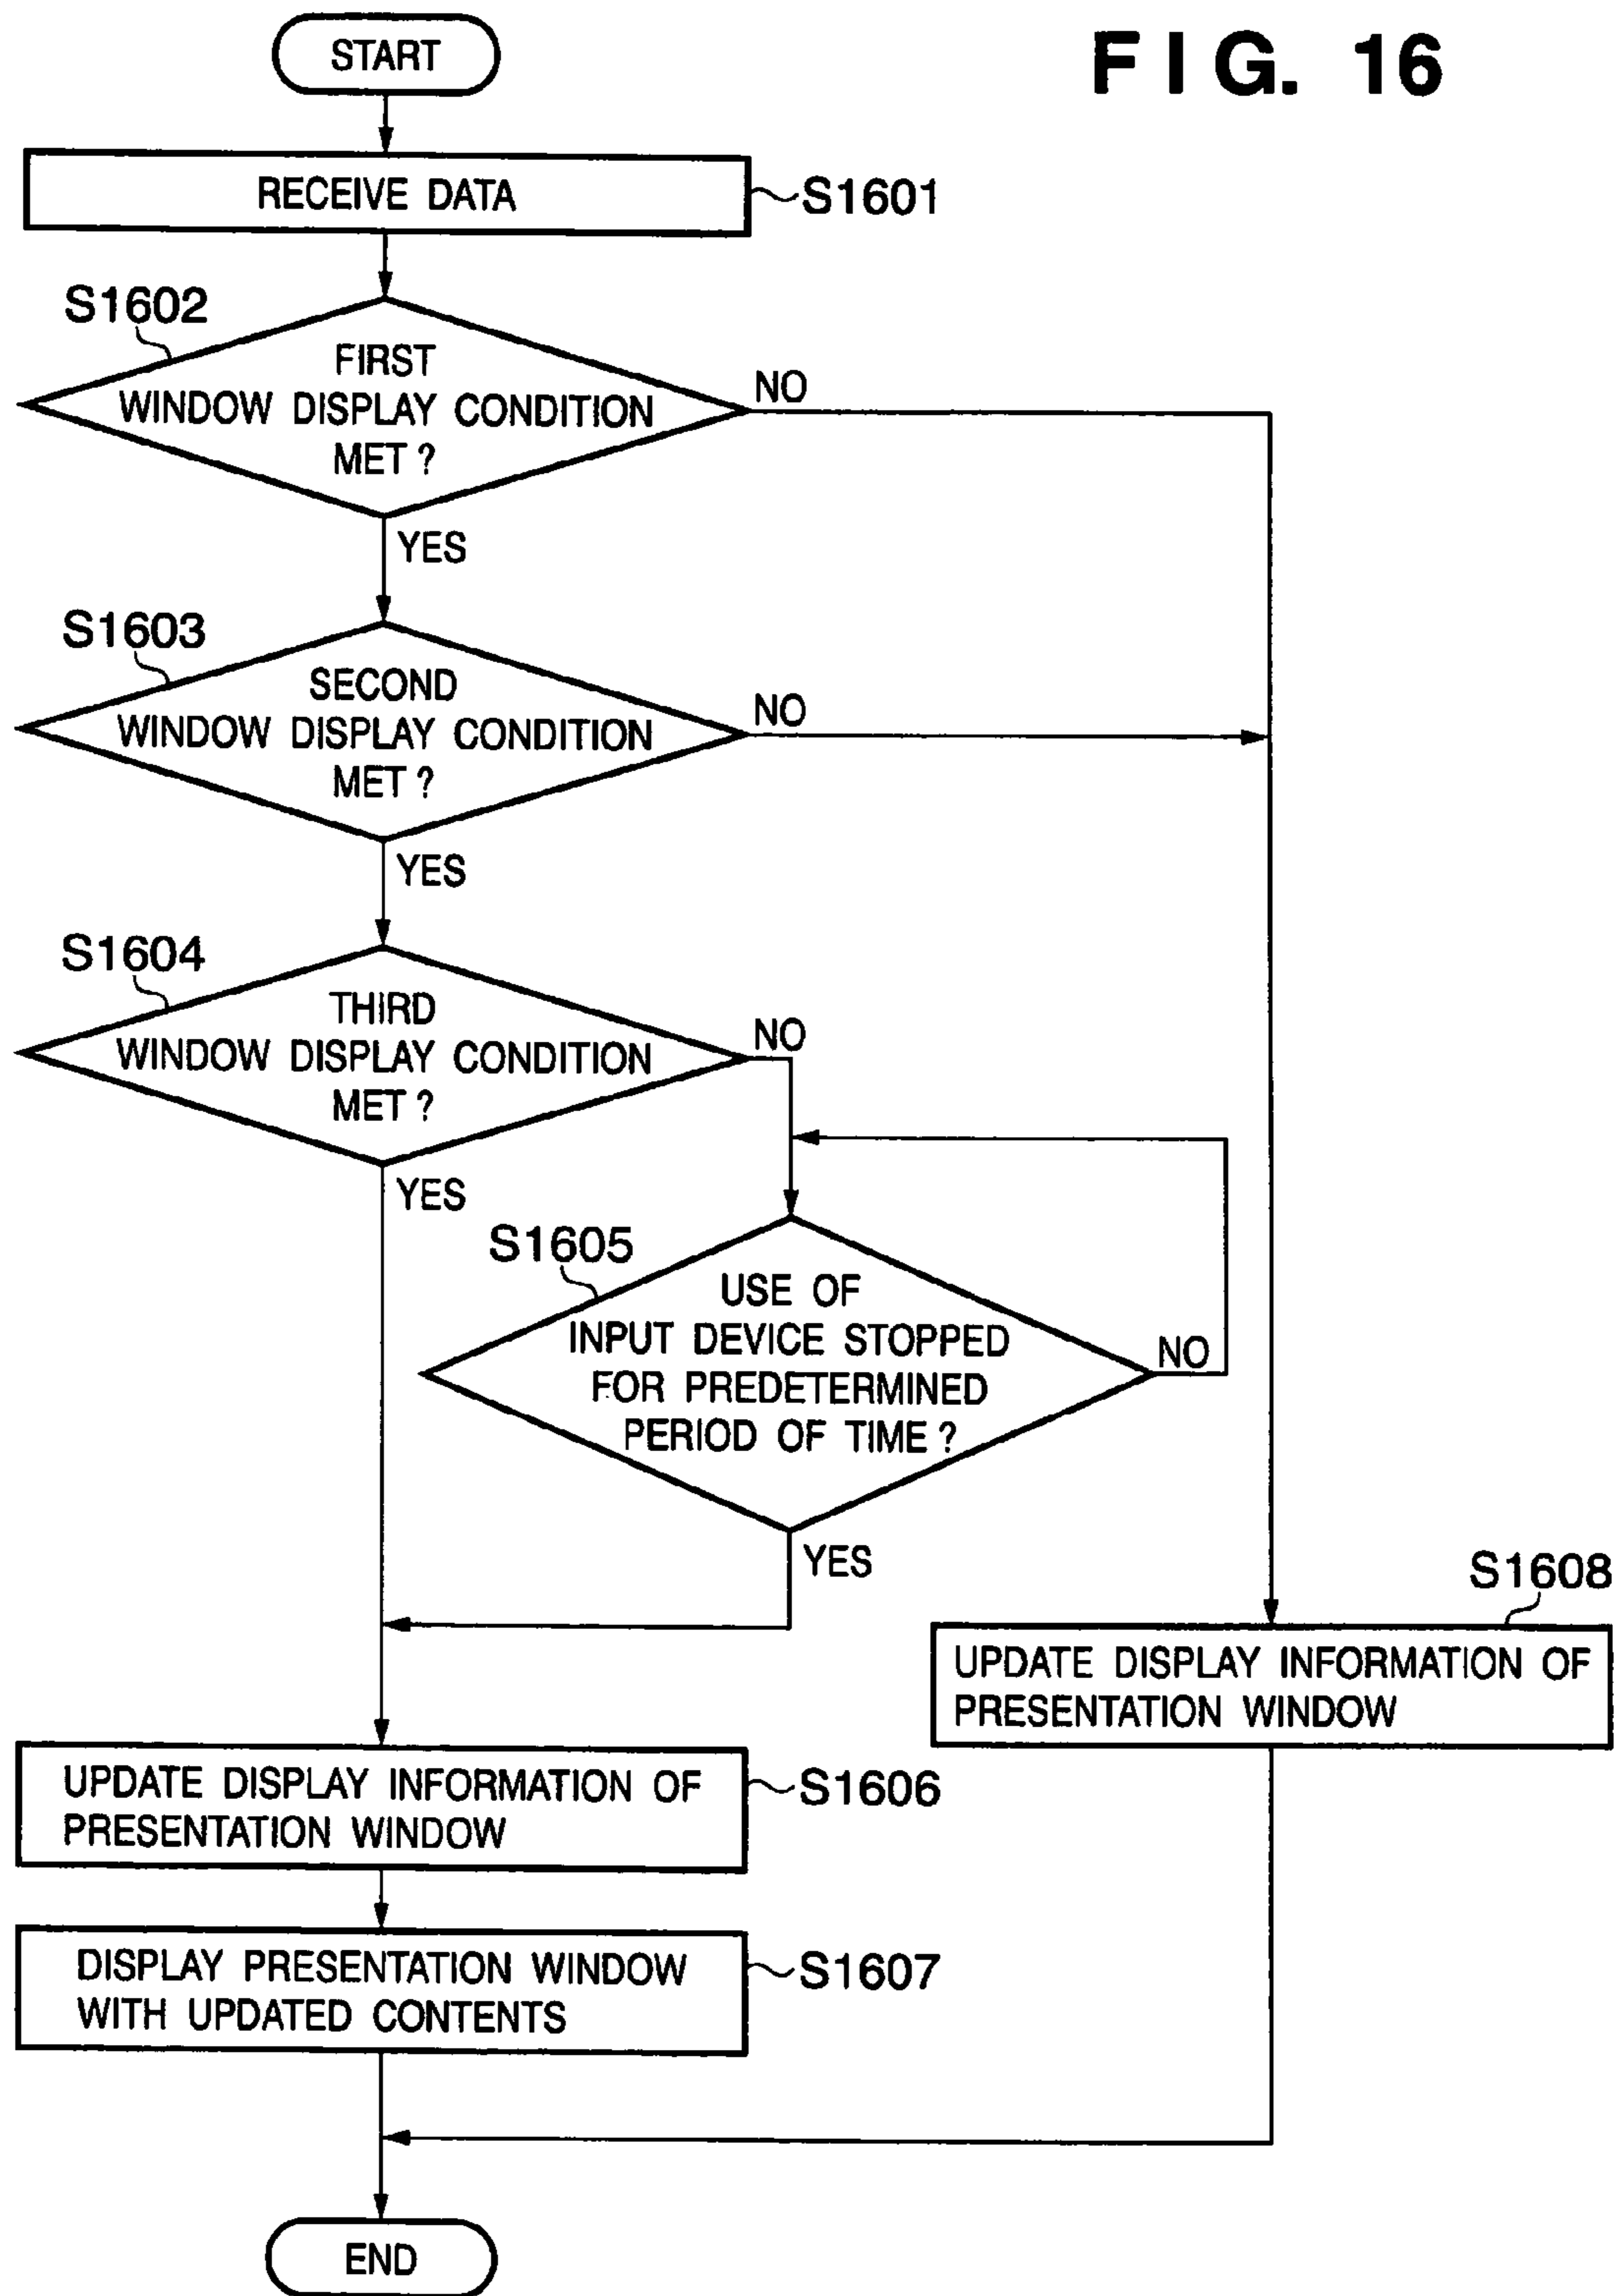 FIG. 16
START
RECEIVE DATA
S1601
S1602
FIRST
WINDOW DISPLAY CONDITION
MET?
NO
YES
S1603
SECOND
WINDOW DISPLAY CONDITION
MET?
NO
YES
S1604
THIRD
WINDOW DISPLAY CONDITION
MET?
NO
YES
S1605
USE OF
INPUT DEVICE STOPPED
FOR PREDETERMINED
PERIOD OF TIME?
NO
YES
S1608
UPDATE DISPLAY INFORMATION OF
PRESENTATION WINDOW
UPDATE DISPLAY INFORMATION OF
PRESENTATION WINDOW
S1606
DISPLAY PRESENTATION WINDOW
WITH UPDATED CONTENTS
S1607
END